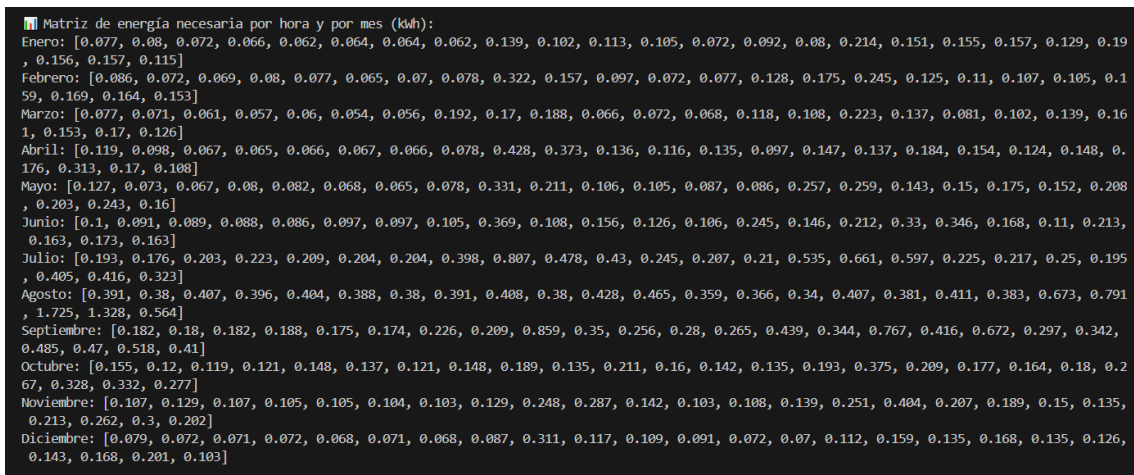 📊 Matriz de energía necesaria por hora y por mes (kWh):
Enero: [0.077, 0.08, 0.072, 0.066, 0.062, 0.064, 0.064, 0.062, 0.139, 0.102, 0.113, 0.105, 0.072, 0.092, 0.08, 0.214, 0.151, 0.155, 0.157, 0.129, 0.19
, 0.156, 0.157, 0.115]
Febrero: [0.086, 0.072, 0.069, 0.08, 0.077, 0.065, 0.07, 0.078, 0.322, 0.157, 0.097, 0.072, 0.077, 0.128, 0.175, 0.245, 0.125, 0.11, 0.107, 0.105, 0.1
59, 0.169, 0.164, 0.153]
Marzo: [0.077, 0.071, 0.061, 0.057, 0.06, 0.054, 0.056, 0.192, 0.17, 0.188, 0.066, 0.072, 0.068, 0.118, 0.108, 0.223, 0.137, 0.081, 0.102, 0.139, 0.16
1, 0.153, 0.17, 0.126]
Abril: [0.119, 0.098, 0.067, 0.065, 0.066, 0.067, 0.066, 0.078, 0.428, 0.373, 0.136, 0.116, 0.135, 0.097, 0.147, 0.137, 0.184, 0.154, 0.124, 0.148, 0.
176, 0.313, 0.17, 0.108]
Mayo: [0.127, 0.073, 0.067, 0.08, 0.082, 0.068, 0.065, 0.078, 0.331, 0.211, 0.106, 0.105, 0.087, 0.086, 0.257, 0.259, 0.143, 0.15, 0.175, 0.152, 0.208
, 0.203, 0.243, 0.16]
Junio: [0.1, 0.091, 0.089, 0.088, 0.086, 0.097, 0.097, 0.105, 0.369, 0.108, 0.156, 0.126, 0.106, 0.245, 0.146, 0.212, 0.33, 0.346, 0.168, 0.11, 0.213,
0.163, 0.173, 0.163]
Julio: [0.193, 0.176, 0.203, 0.223, 0.209, 0.204, 0.204, 0.398, 0.807, 0.478, 0.43, 0.245, 0.207, 0.21, 0.535, 0.661, 0.597, 0.225, 0.217, 0.25, 0.195
, 0.405, 0.416, 0.323]
Agosto: [0.391, 0.38, 0.407, 0.396, 0.404, 0.388, 0.38, 0.391, 0.408, 0.38, 0.428, 0.465, 0.359, 0.366, 0.34, 0.407, 0.381, 0.411, 0.383, 0.673, 0.791
, 1.725, 1.328, 0.564]
Septiembre: [0.182, 0.18, 0.182, 0.188, 0.175, 0.174, 0.226, 0.209, 0.859, 0.35, 0.256, 0.28, 0.265, 0.439, 0.344, 0.767, 0.416, 0.672, 0.297, 0.342,
0.485, 0.47, 0.518, 0.41]
Octubre: [0.155, 0.12, 0.119, 0.121, 0.148, 0.137, 0.121, 0.148, 0.189, 0.135, 0.211, 0.16, 0.142, 0.135, 0.193, 0.375, 0.209, 0.177, 0.164, 0.18, 0.2
67, 0.328, 0.332, 0.277]
Noviembre: [0.107, 0.129, 0.107, 0.105, 0.105, 0.104, 0.103, 0.129, 0.248, 0.287, 0.142, 0.103, 0.108, 0.139, 0.251, 0.404, 0.207, 0.189, 0.15, 0.135,
0.213, 0.262, 0.3, 0.202]
Diciembre: [0.079, 0.072, 0.071, 0.072, 0.068, 0.071, 0.068, 0.087, 0.311, 0.117, 0.109, 0.091, 0.072, 0.07, 0.112, 0.159, 0.135, 0.168, 0.135, 0.126,
0.143, 0.168, 0.201, 0.103]